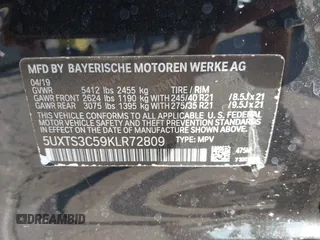 MFD BY BAYERISCHE MOTOREN WERKE AG
04/19
GVWR 5412 lbs 2455 kg TIRE / RIM
GAWR FRONT 2624 lbs 1190 kg WITH 245/40 R21 / 8.5J x 21
GAWR REAR 3075 lbs 1395 kg WITH 275/35 R21 / 9.5J x 21
THIS VEHICLE CONFORMS TO ALL APPLICABLE U.S. FEDERAL
MOTOR VEHICLE SAFETY STANDARDS IN EFFECT ON
THE DATE OF MANUFACTURE SHOWN ABOVE.
5UXTS3C59KLR72809 TYPE: MPV
DREAMBID